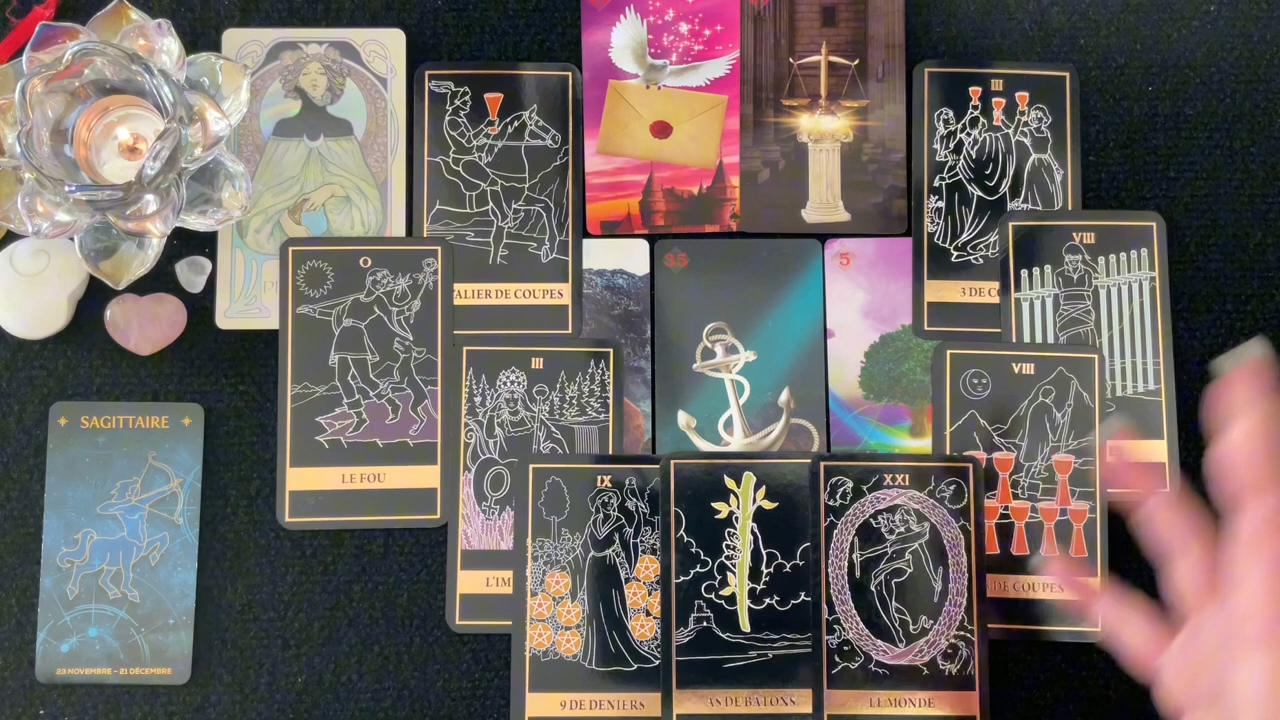 III
VALIER DE COUPES
3 DE CO
VIII
O
35
5
LE FOU
III
VIII
SAGITTAIRE
L'IM
DE COUPES
IX
XXI
23 NOVEMBRE - 21 DÉCEMBRE
9 DE DENIERS
AS DE BÂTONS
LE MONDE